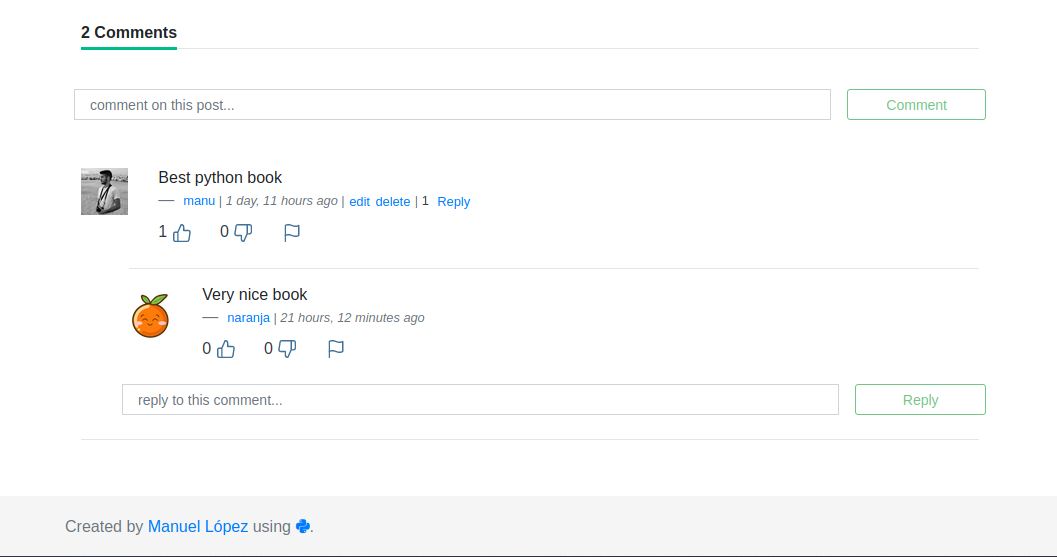 2 Comments
comment on this post... Comment
Best python book
— manu | 1 day, 11 hours ago | edit delete | 1 Reply
1 0
Very nice book
— naranja | 21 hours, 12 minutes ago
0 0
reply to this comment... Reply
Created by Manuel López using .